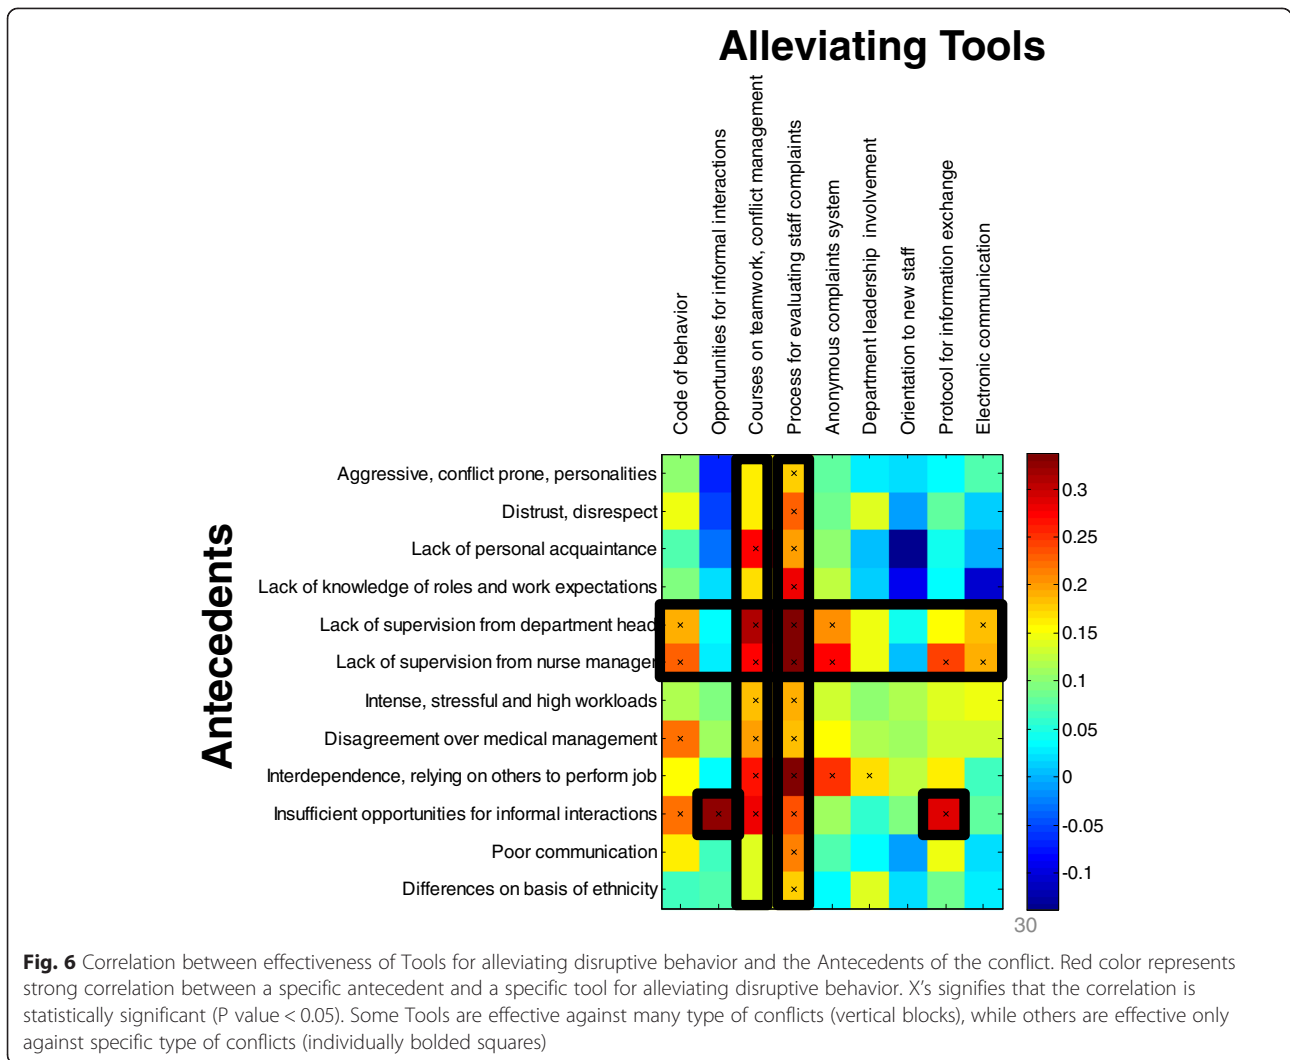 Alleviating Tools
Code of behavior
Opportunities for informal interactions
Courses on teamwork, conflict management
Process for evaluating staff complaints
Anonymous complaints system
Department leadership involvement
Orientation to new staff
Protocol for information exchange
Electronic communication
Antecedents
Aggressive, conflict prone, personalities
Distrust, disrespect
Lack of personal acquaintance
Lack of knowledge of roles and work expectations
Lack of supervision from department head
Lack of supervision from nurse manager
Intense, stressful and high workloads
Disagreement over medical management
Interdependence, relying on others to perform job
Insufficient opportunities for informal interactions
Poor communication
Differences on basis of ethnicity
0.3
0.25
0.2
0.15
0.1
0.05
0
-0.05
-0.1
30
Fig. 6 Correlation between effectiveness of Tools for alleviating disruptive behavior and the Antecedents of the conflict. Red color represents
strong correlation between a specific antecedent and a specific tool for alleviating disruptive behavior. X's signifies that the correlation is
statistically significant (P value < 0.05). Some Tools are effective against many type of conflicts (vertical blocks), while others are effective only
against specific type of conflicts (individually bolded squares)